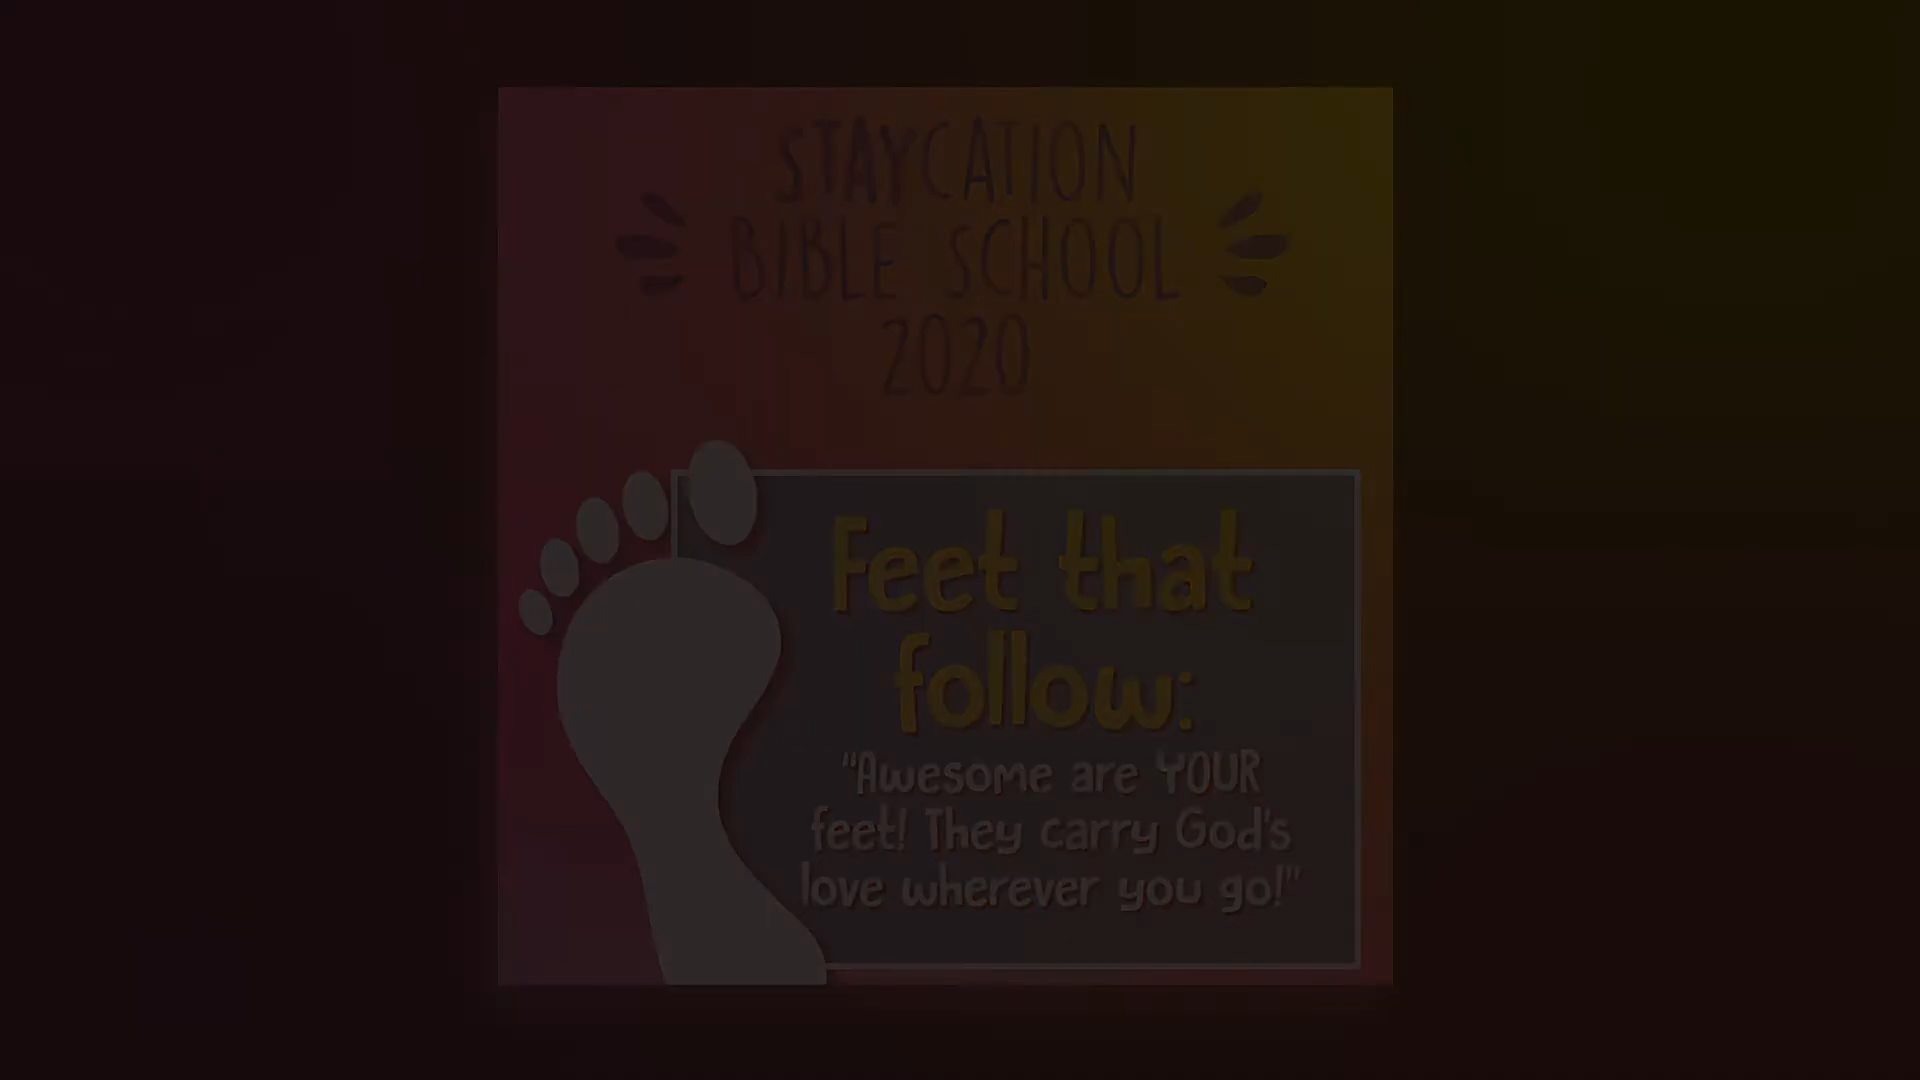 STAYCATION
BIBLE SCHOOL
2020
Feet that
follow:
"Awesome are YOUR
feet! They carry God's
love wherever you go!"